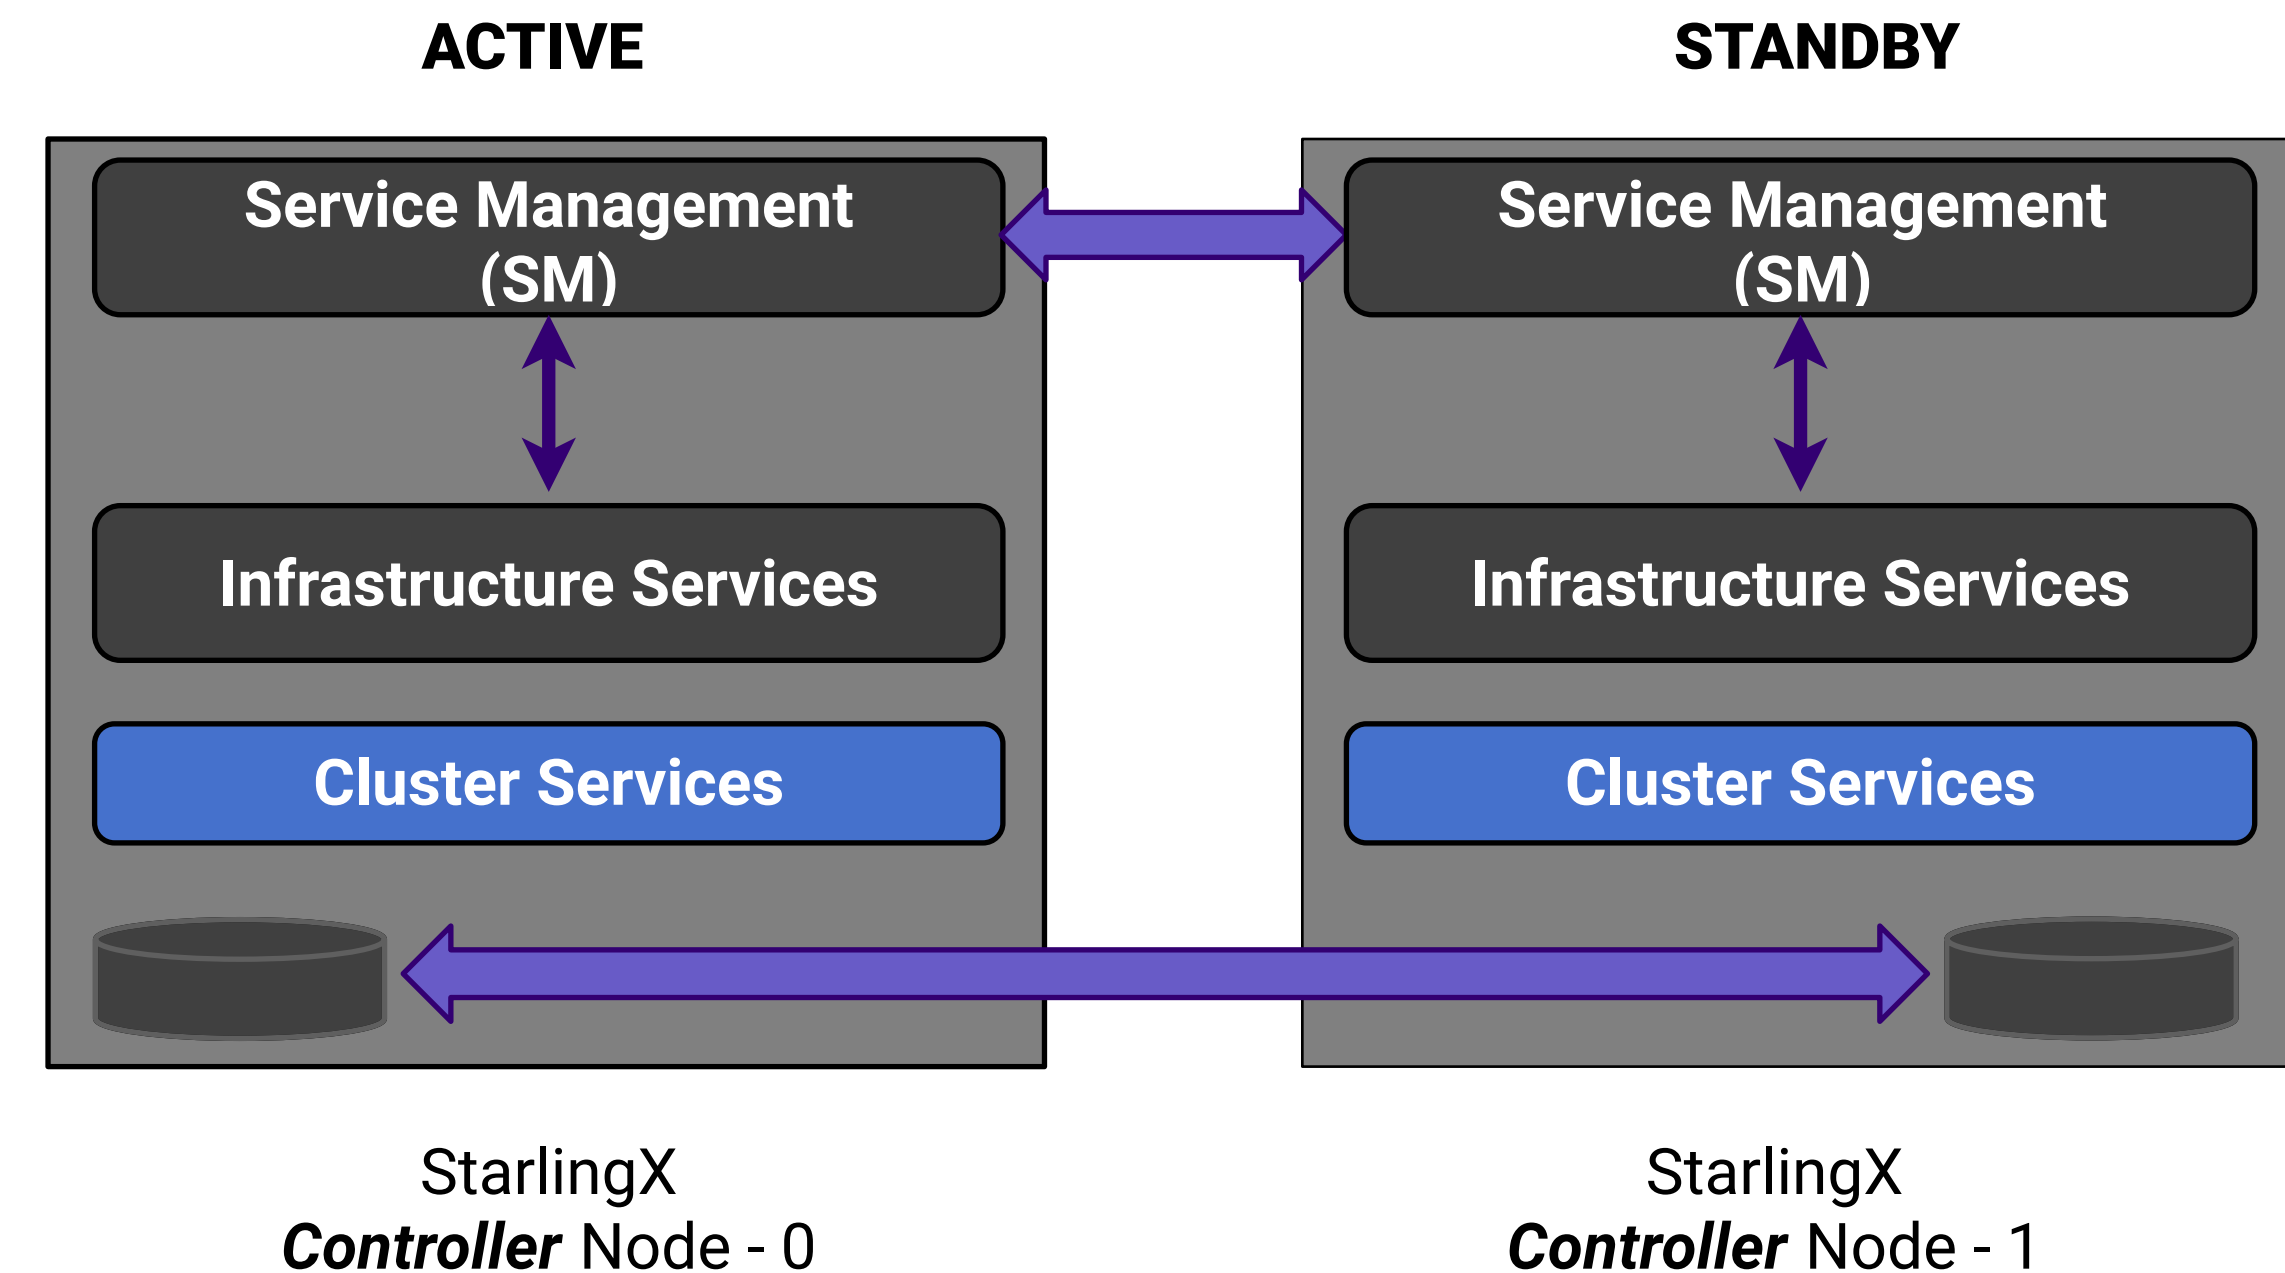 ACTIVE
STANDBY
Service Management
(SM)
Service Management
(SM)
Infrastructure Services
Infrastructure Services
Cluster Services
Cluster Services
StarlingX
Controller Node - 0
StarlingX
Controller Node - 1